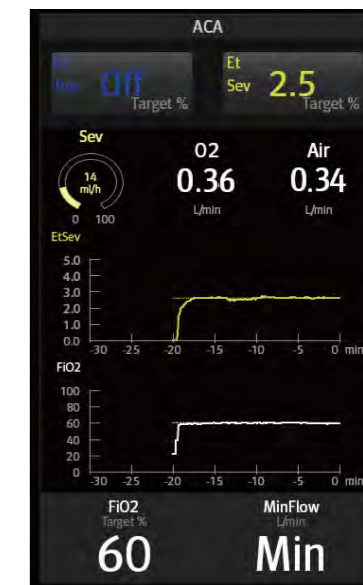 ACA
Et
Des Off
Target %
Et
Sev 2.5
Target %
Sev
14
ml/h
0 100
O2
0.36
L/min
Air
0.34
L/min
EtSev
5.0
4.0
3.0
2.0
1.0
0.0
-30 -25 -20 -15 -10 -5 0 min
FiO2
100
80
60
40
20
0
-30 -25 -20 -15 -10 -5 0 min
FiO2
Target %
60
MinFlow
L/min
Min